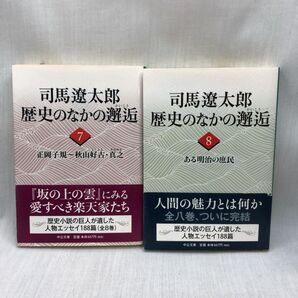 司馬遼太郎
歴史のなかの邂逅
7
正岡子規〜秋山好古・真之
『坂の上の雲』にみる
愛すべき楽天家たち
歴史小説の巨人が遺した
人物エッセイ188篇(全8巻)
中公文庫
司馬遼太郎
歴史のなかの邂逅
8
ある明治の庶民
人間の魅力とは何か
全八巻、ついに完結
歴史小説の巨人が遺した
人物エッセイ188篇
中公文庫